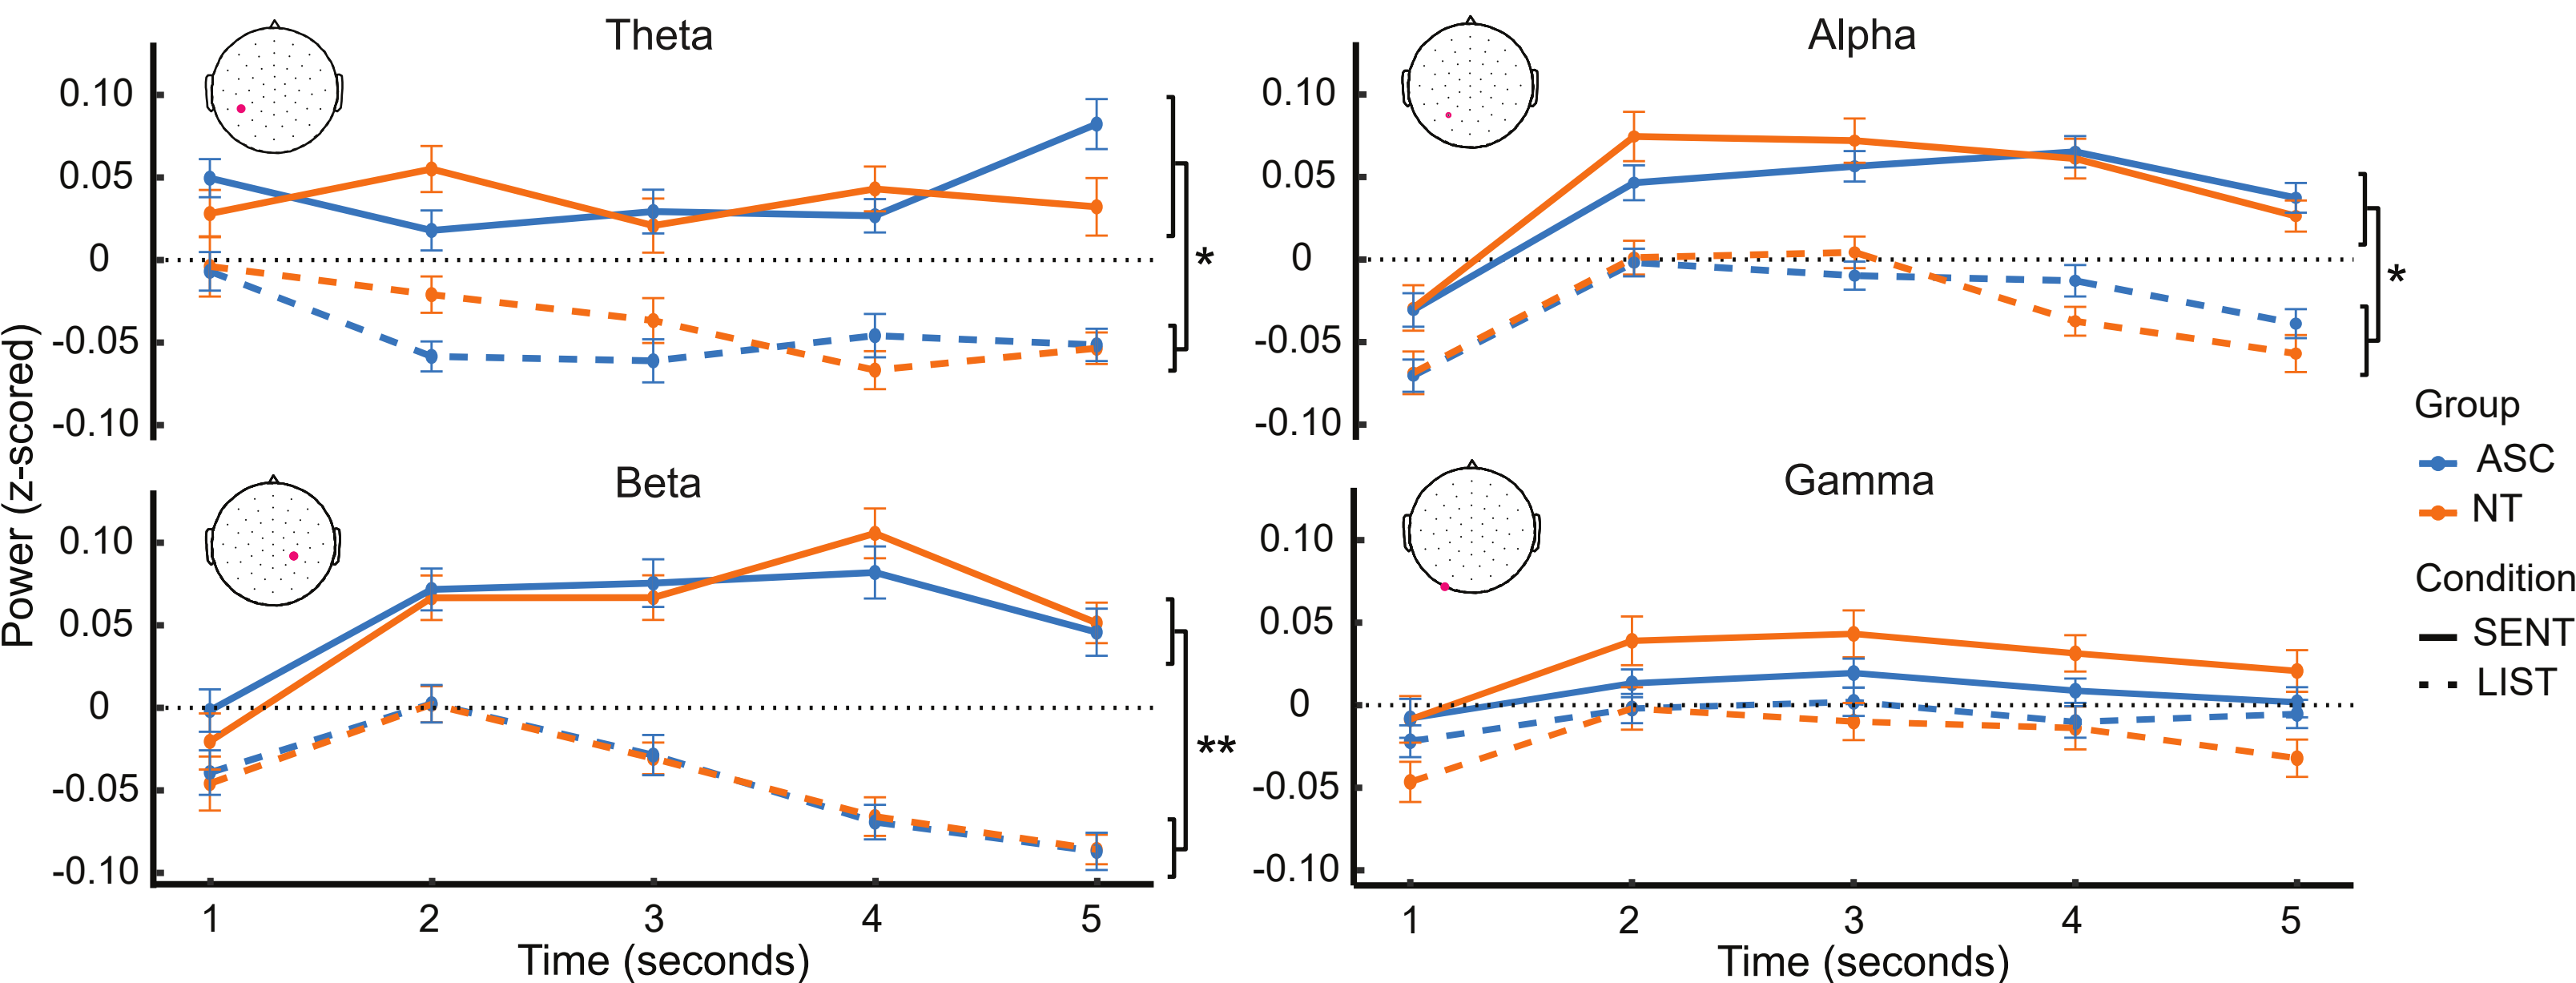 Theta
0.10
0.05
0
-0.05
-0.10
*
Alpha
0.10
0.05
0
-0.05
-0.10
*
Power (z-scored)
Beta
0.10
0.05
0
-0.05
-0.10
**
1 2 3 4 5
Time (seconds)
Gamma
0.10
0.05
0
-0.05
-0.10
1 2 3 4 5
Time (seconds)
Group
ASC
NT
Condition
SENT
LIST